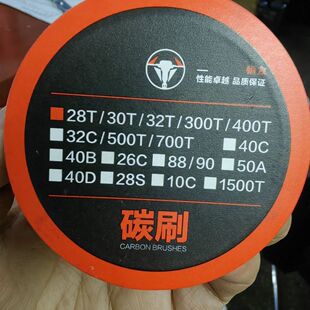 性能卓越 品质保证
28T/30T/32T/300T/400T
32C/500T/700T 40C
40B 26C 88/90 50A
40D 28S 10C 1500T
碳刷
CARBON BRUSHES